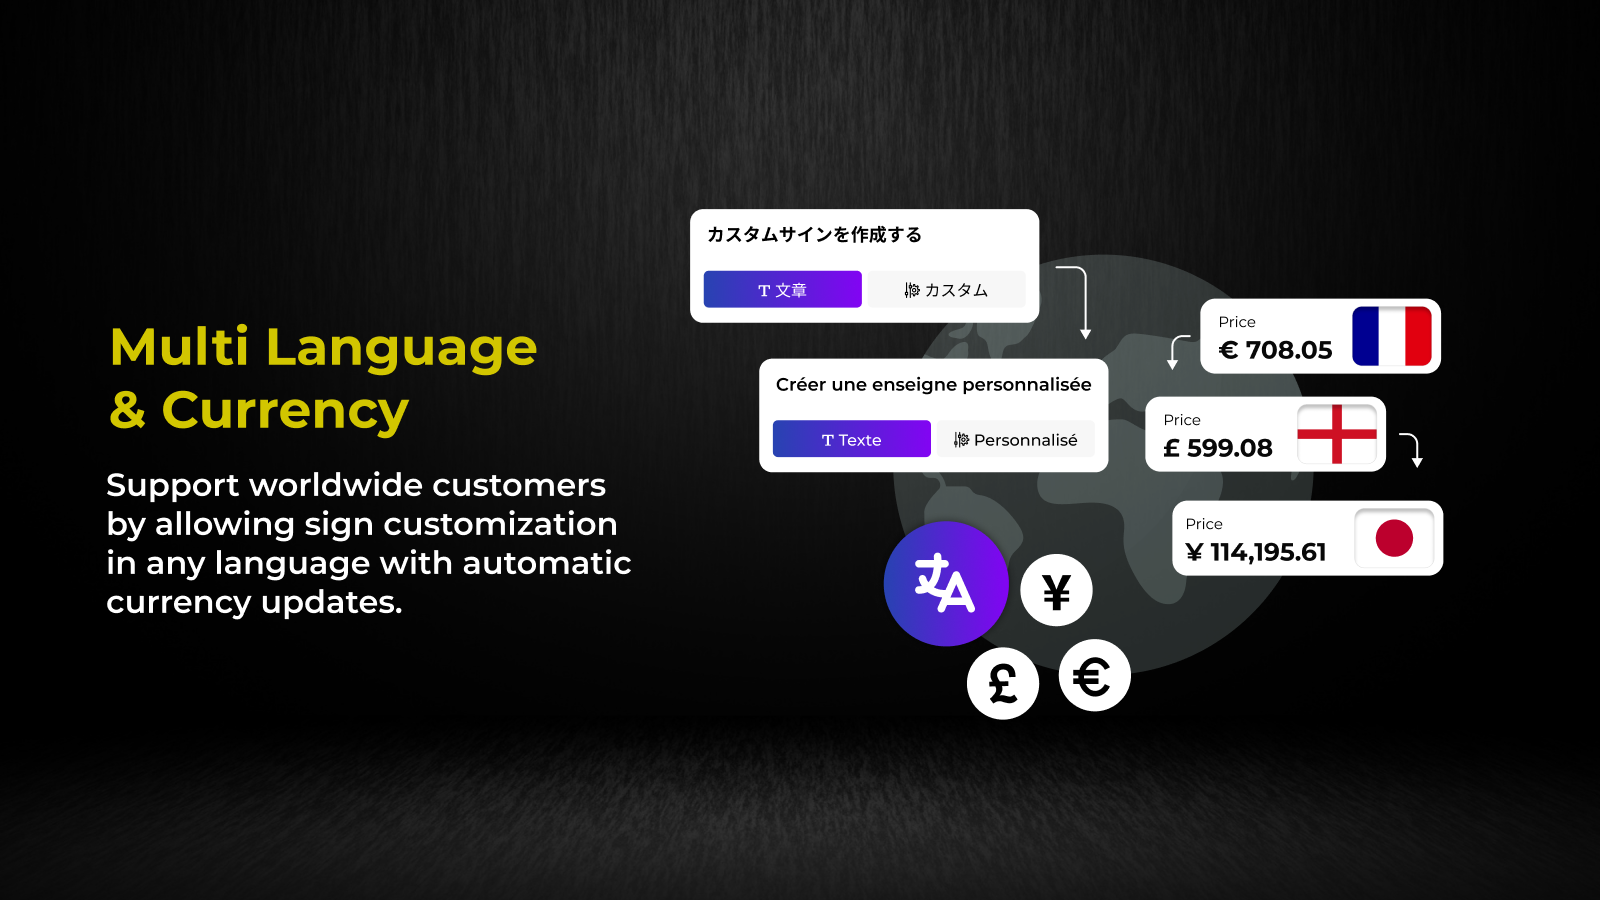 Multi Language
& Currency
Support worldwide customers
by allowing sign customization
in any language with automatic
currency updates.
カスタムサインを作成する
T 文章
カスタム
Créer une enseigne personnalisée
T Texte
Personnalisé
Price
€ 708.05
Price
£ 599.08
Price
¥ 114,195.61
¥
£
€